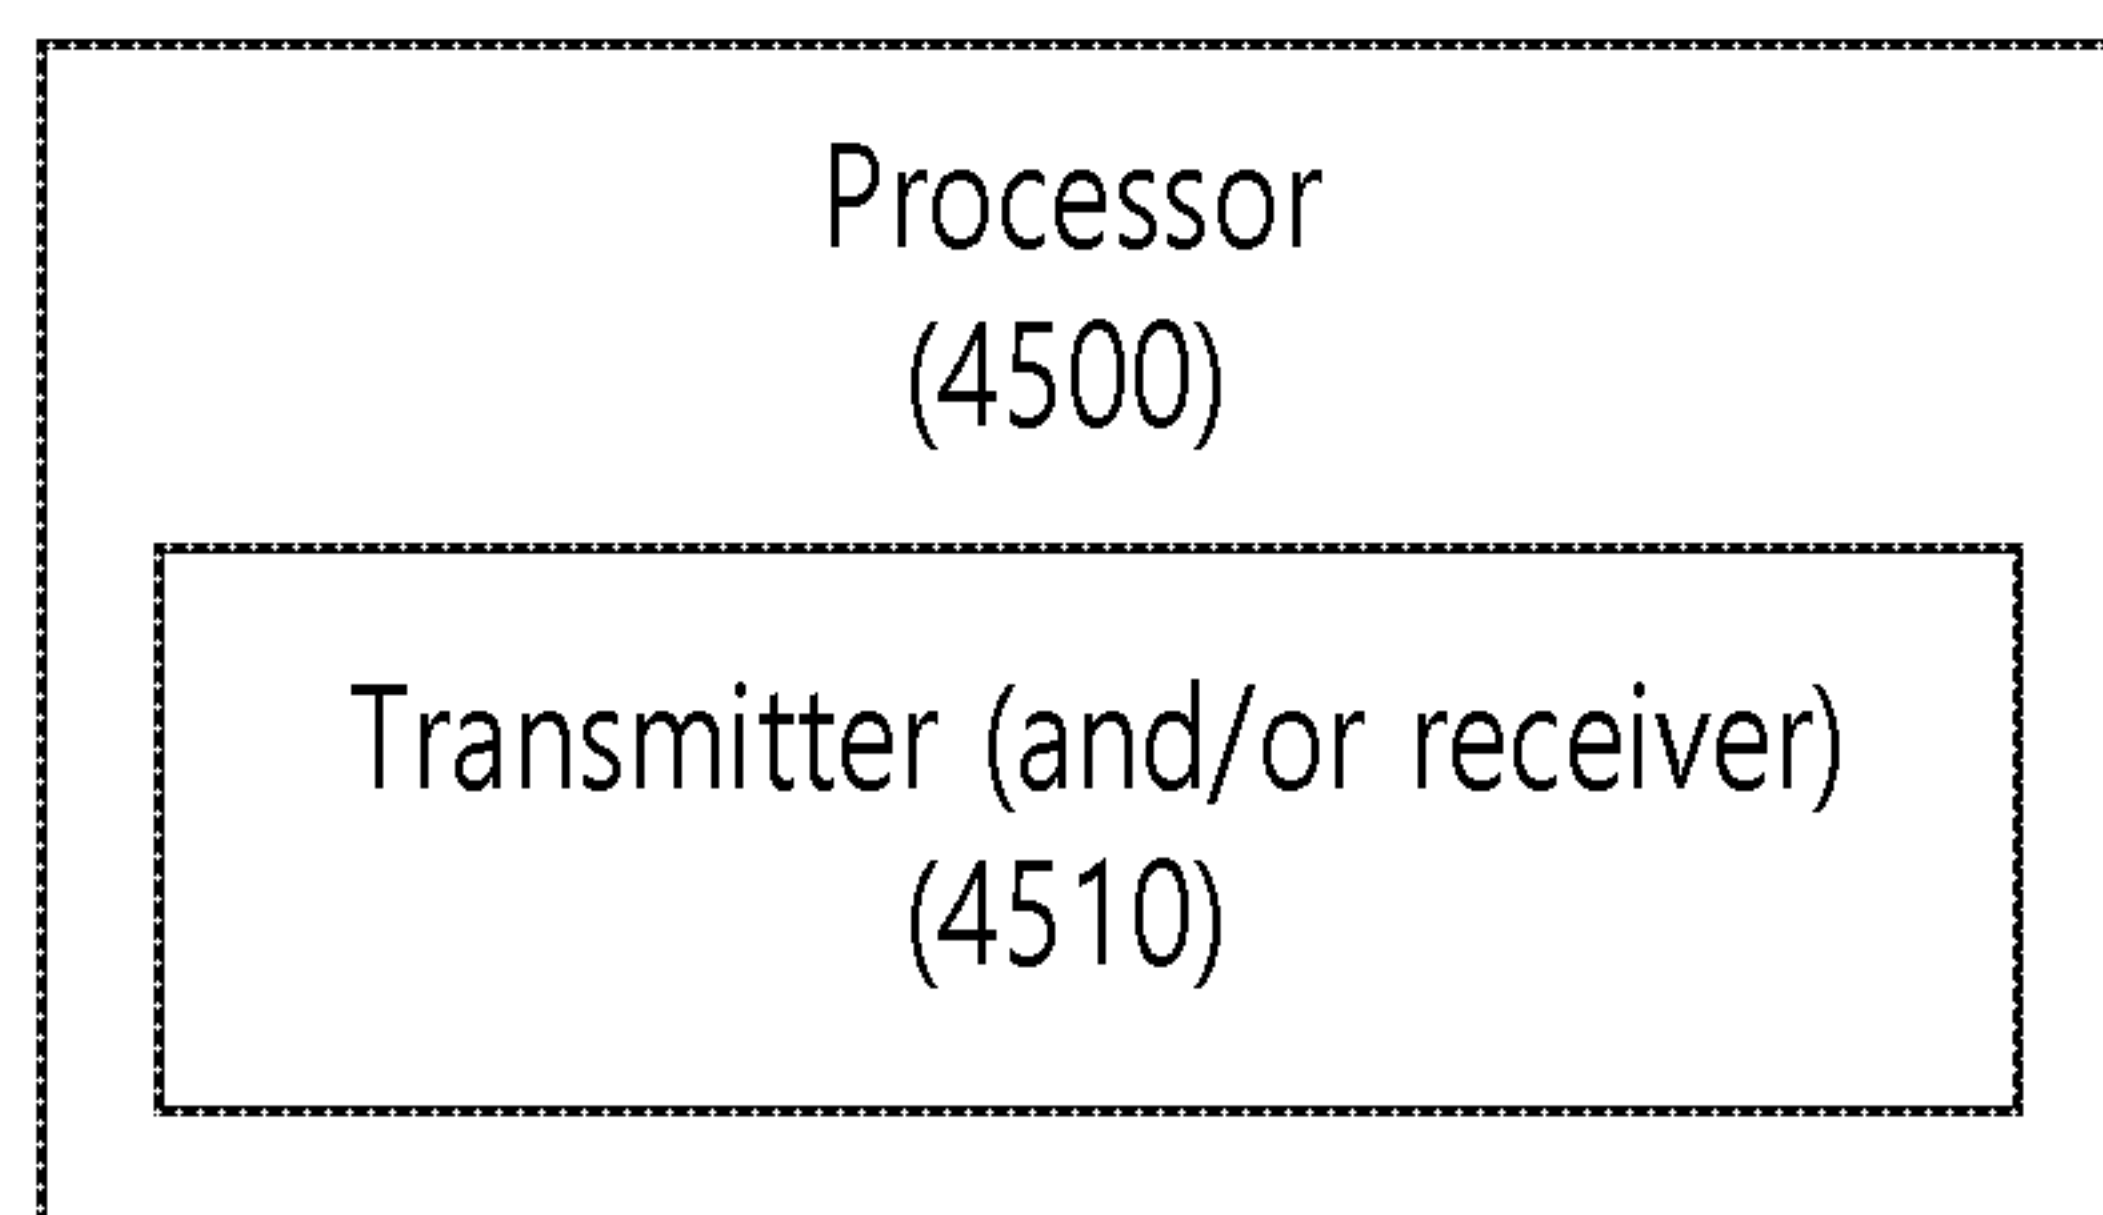 Processor
(4500)
Transmitter (and/or receiver)
(4510)